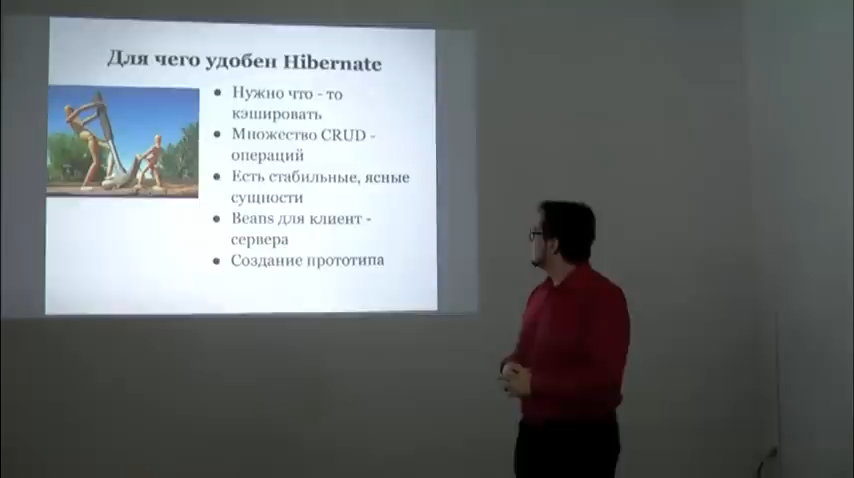 Для чего удобен Hibernate
● Нужно что - то
кэшировать
● Множество CRUD -
операций
● Есть стабильные, ясные
сущности
● Beans для клиент -
сервера
● Создание прототипа